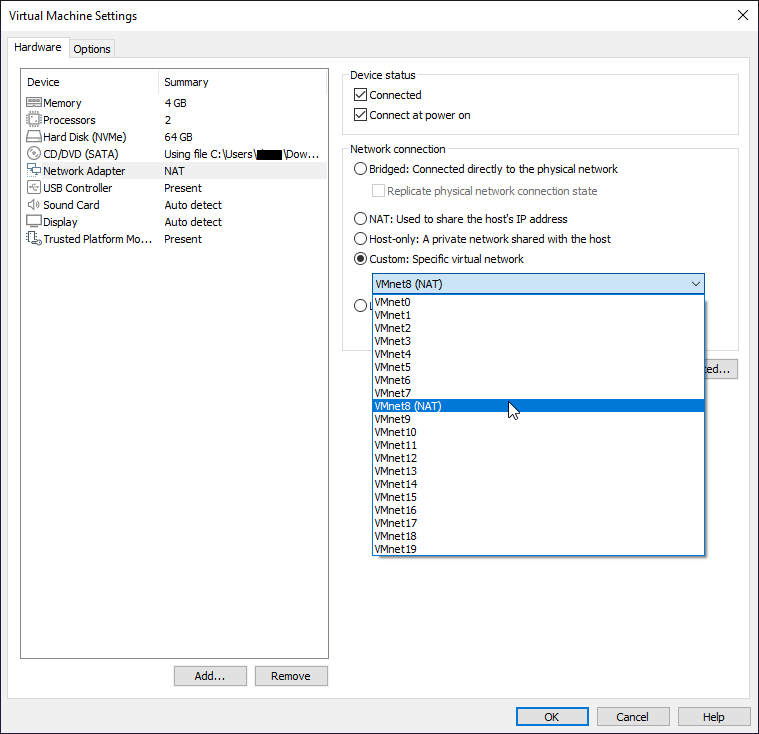 Virtual Machine Settings
Hardware
Options
Device Summary
Memory 4 GB
Processors 2
Hard Disk (NVMe) 64 GB
CD/DVD (SATA) Using file C:\Users\ \Dow...
Network Adapter NAT
USB Controller Present
Sound Card Auto detect
Display Auto detect
Trusted Platform Mo... Present
Add...
Remove
Device status
Connected
Connect at power on
Network connection
Bridged: Connected directly to the physical network
Replicate physical network connection state
NAT: Used to share the host's IP address
Host-only: A private network shared with the host
Custom: Specific virtual network
VMnet8 (NAT)
VMnet0
VMnet1
VMnet2
VMnet3
VMnet4
VMnet5
VMnet6
VMnet7
VMnet8 (NAT)
VMnet9
VMnet10
VMnet11
VMnet12
VMnet13
VMnet14
VMnet15
VMnet16
VMnet17
VMnet18
VMnet19
OK
Cancel
Help